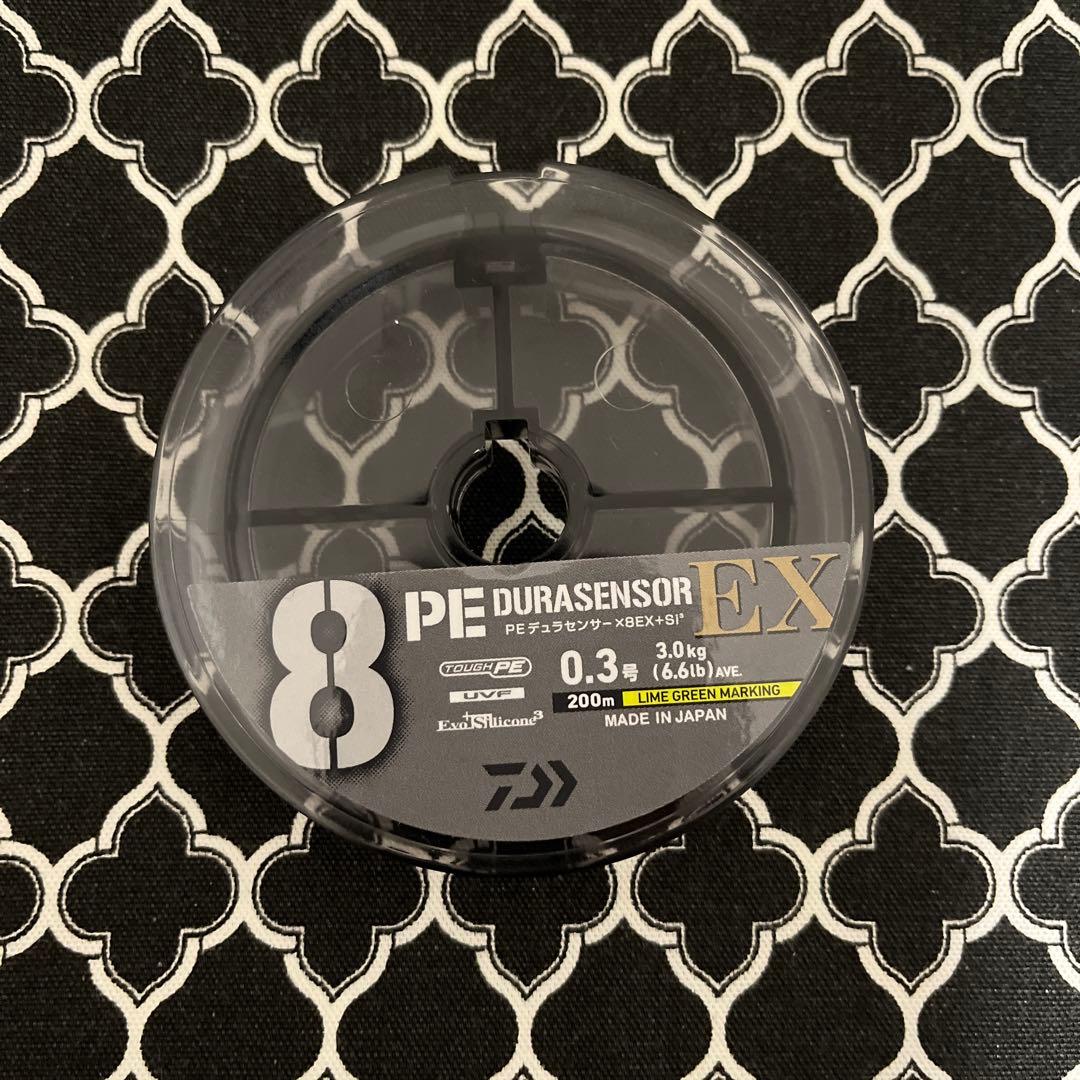 8
PE DURASENSOR EX
PEデュラセンサー×8EX+Si³
TOUGH PE
0.3号
3.0kg
(6.6lb)AVE.
UVF
200m LIME GREEN MARKING
Evo Silicone³
MADE IN JAPAN